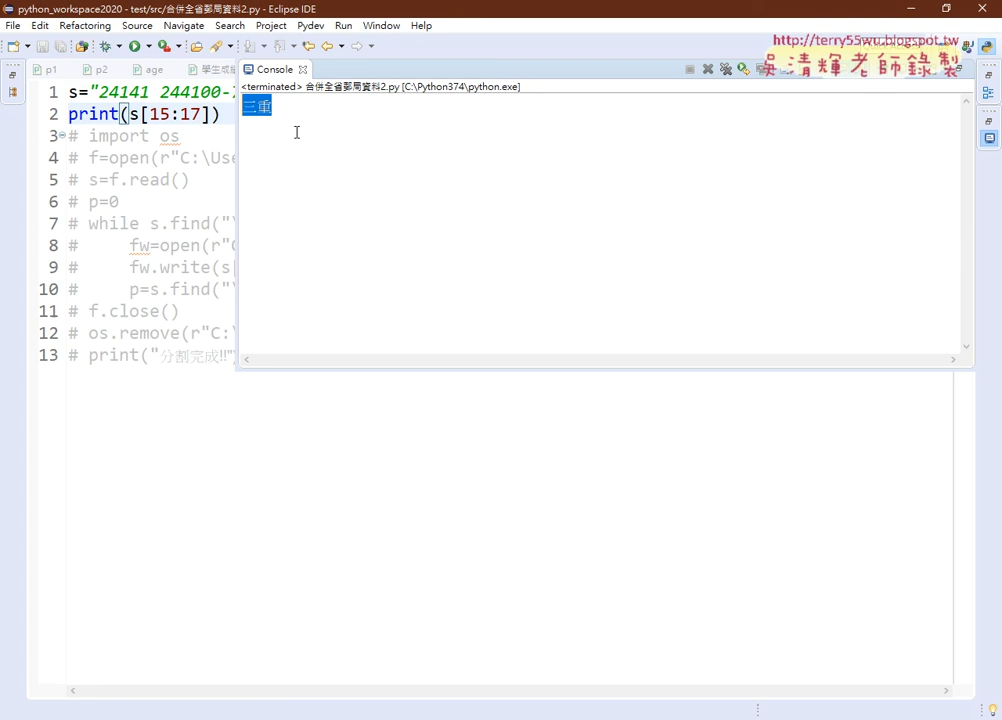 python_workspace2020 - test/src/合併全省郵局資料2.py - Eclipse IDE
File Edit Refactoring Source Navigate Search Project Pydev Run Window Help
http://terry55wu.blogspot.tw
吳清輝老師錄製
p1 p2 age 學生成績
Console
<terminated> 合併全省郵局資料2.py [C:\Python374\python.exe]
三重
1 s="24141 244100-
2 print(s[15:17])
3 # import os
4 # f=open(r"C:\Use
5 # s=f.read()
6 # p=0
7 # while s.find("\
8 # fw=open(r"C
9 # fw.write(s[
10 # p=s.find("\
11 # f.close()
12 # os.remove(r"C:\
13 # print("分割完成!!")